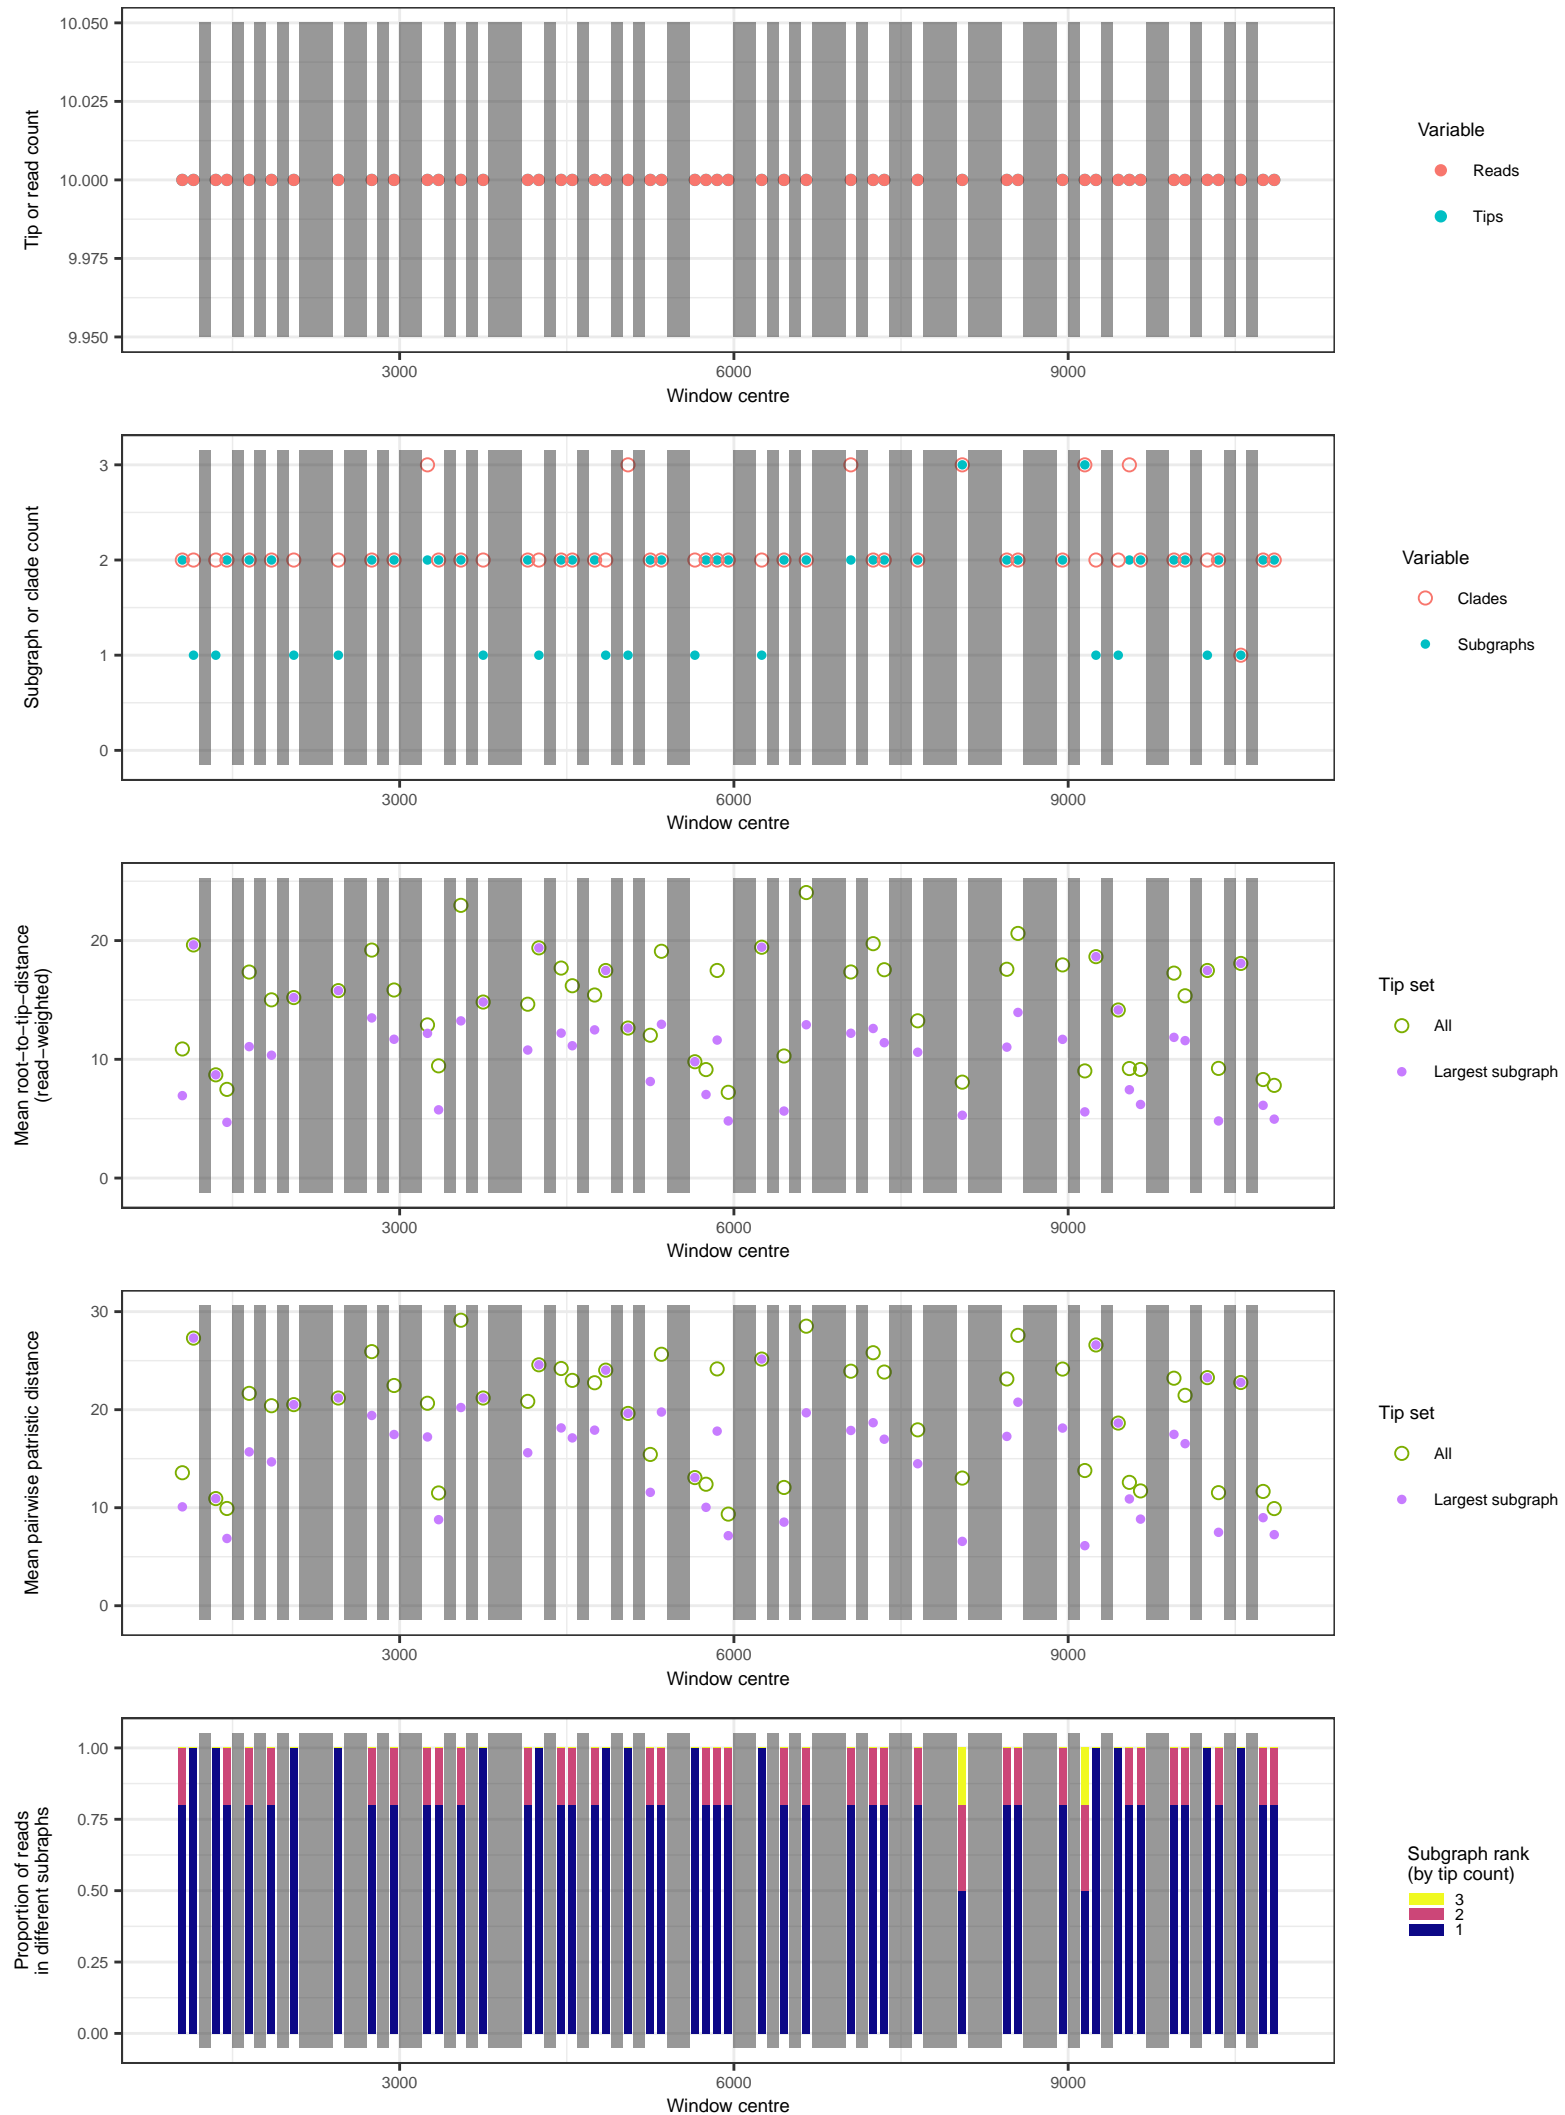 10.050
10.025
10.000
9.975
9.950
Tip or read count
3000
6000
9000
Window centre
Variable
Reads
Tips
3
2
1
0
Subgraph or clade count
3000
6000
9000
Window centre
Variable
Clades
Subgraphs
20
10
0
Mean root−to−tip−distance
(read−weighted)
3000
6000
9000
Window centre
Tip set
All
Largest subgraph
30
20
10
0
Mean pairwise patristic distance
3000
6000
9000
Window centre
Tip set
All
Largest subgraph
1.00
0.75
0.50
0.25
0.00
Proportion of reads
in different subraphs
3000
6000
9000
Window centre
Subgraph rank
(by tip count)
3
2
1